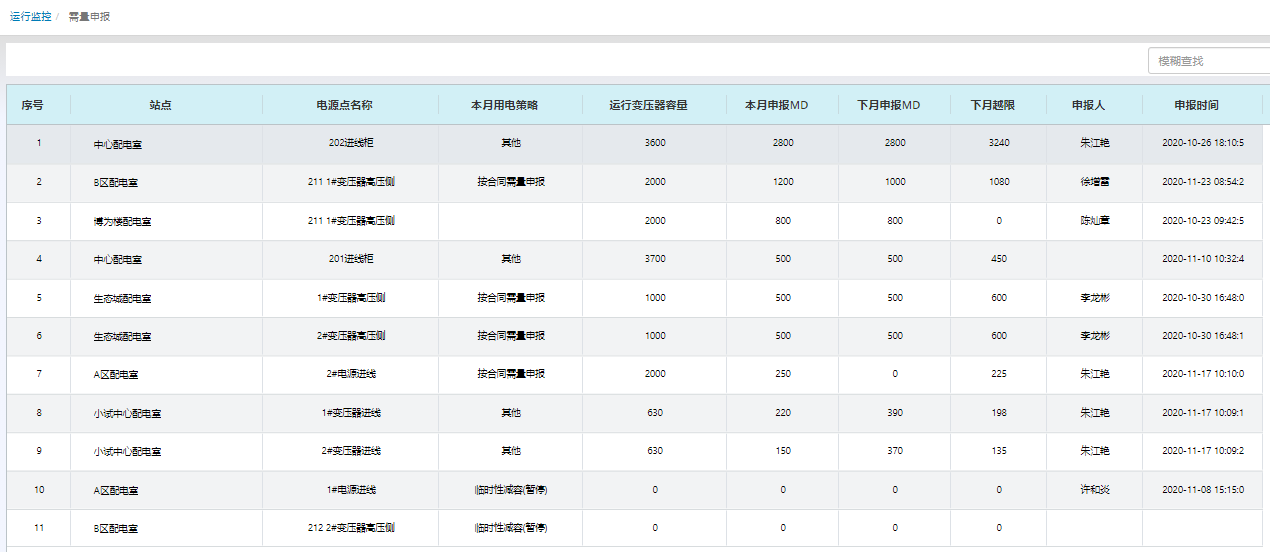 运行监控 / 需量申报
模糊查找
序号 站点 电源点名称 本月用电策略 运行变压器容量 本月申报MD 下月申报MD 下月越限 申报人 申报时间
1 中心配电室 202进线柜 其他 3600 2800 2800 3240 朱江艳 2020-10-26 18:10:5
2 B区配电室 211 1#变压器高压侧 按合同需量申报 2000 1200 1000 1080 徐增雷 2020-11-23 08:54:2
3 博为楼配电室 211 1#变压器高压侧 2000 800 800 0 陈灿章 2020-10-23 09:42:5
4 中心配电室 201进线柜 其他 3700 500 500 450 2020-11-10 10:32:4
5 生态城配电室 1#变压器高压侧 按合同需量申报 1000 500 500 600 李龙彬 2020-10-30 16:48:0
6 生态城配电室 2#变压器高压侧 按合同需量申报 1000 500 500 600 李龙彬 2020-10-30 16:48:1
7 A区配电室 2#电源进线 按合同需量申报 2000 250 0 225 朱江艳 2020-11-17 10:10:0
8 小试中心配电室 1#变压器进线 其他 630 220 390 198 朱江艳 2020-11-17 10:09:1
9 小试中心配电室 2#变压器进线 其他 630 150 370 135 朱江艳 2020-11-17 10:09:2
10 A区配电室 1#电源进线 临时性减容(暂停) 0 0 0 0 许和炎 2020-11-08 15:15:0
11 B区配电室 212 2#变压器高压侧 临时性减容(暂停) 0 0 0 0